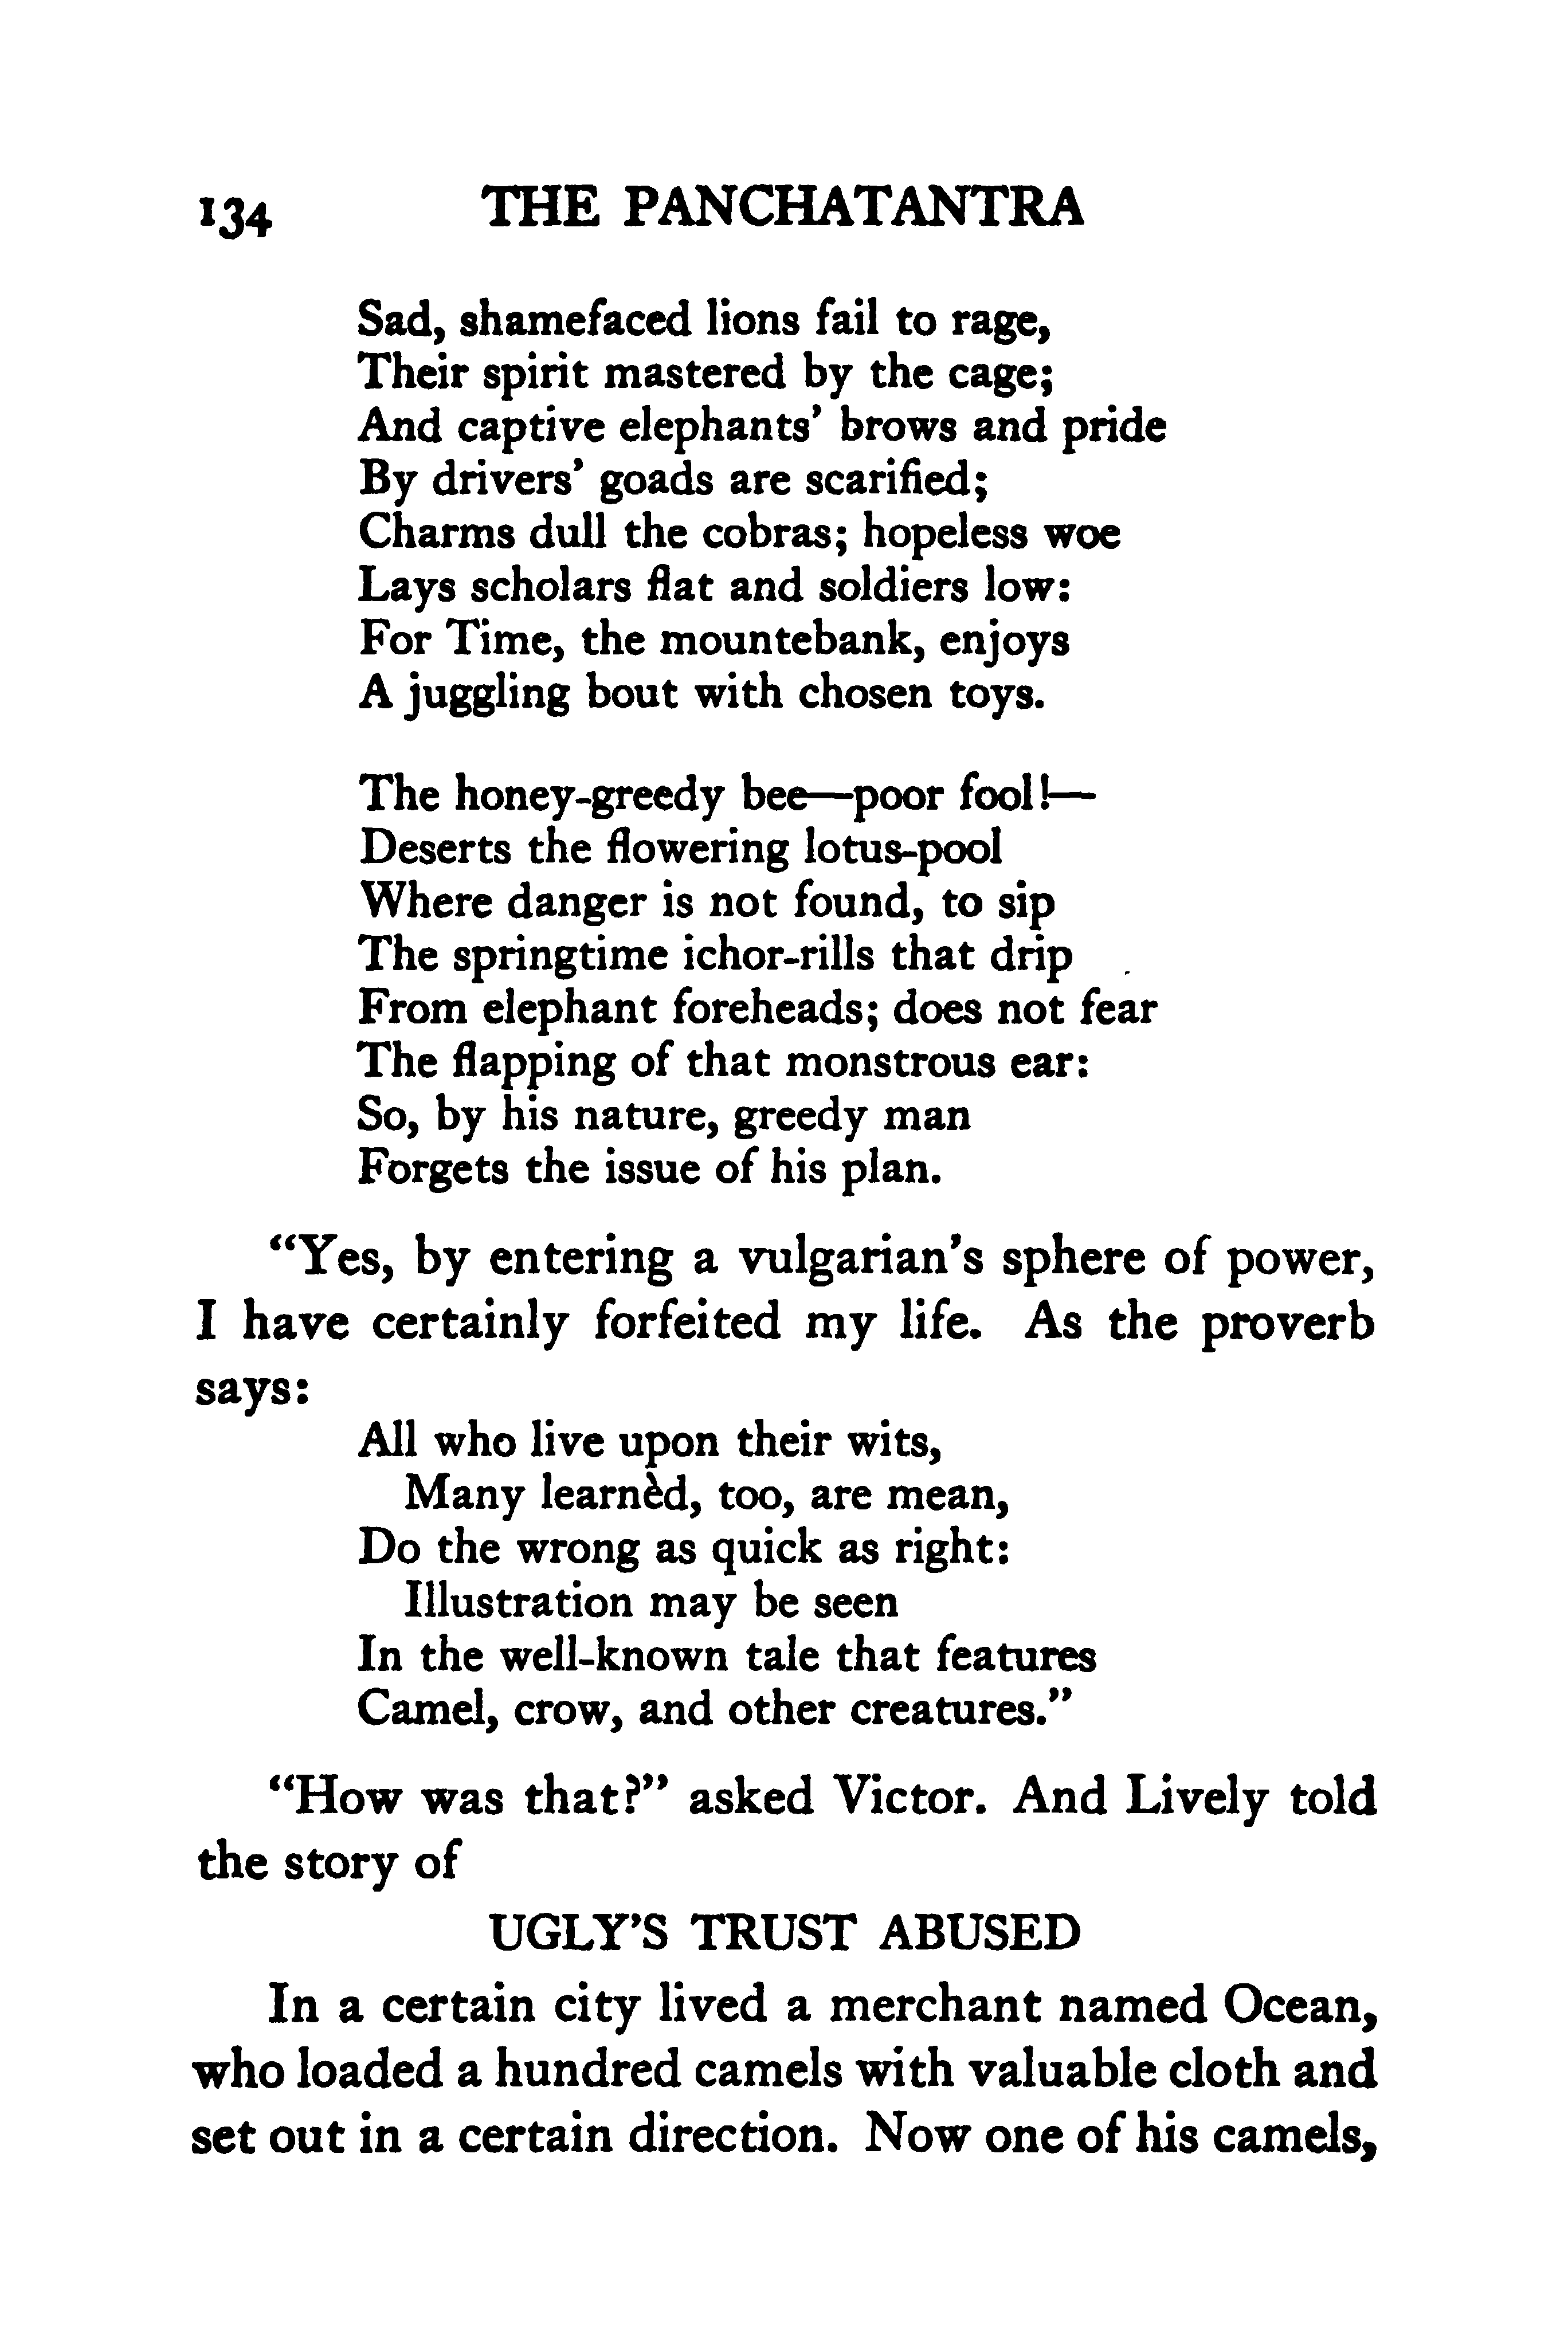 134 THE PANCHATANTRA
Sad, shamefaced lions fail to rage,
Their spirit mastered by the cage;
And captive elephants’ brows and pride
By drivers’ goads are scarified;
Charms dull the cobras; hopeless woe
Lays scholars flat and soldiers low:
For Time, the mountebank, enjoys
A juggling bout with chosen toys.
The honey-greedy bee—poor fool!—
Deserts the flowering lotus-pool
Where danger is not found, to sip
The springtime ichor-rills that drip
From elephant foreheads; does not fear
The flapping of that monstrous ear:
So, by his nature, greedy man
Forgets the issue of his plan.
“Yes, by entering a vulgarian’s sphere of power,
I have certainly forfeited my life. As the proverb
says:
All who live upon their wits,
Many learnèd, too, are mean,
Do the wrong as quick as right:
Illustration may be seen
In the well-known tale that features
Camel, crow, and other creatures.”
“How was that?” asked Victor. And Lively told
the story of
UGLY’S TRUST ABUSED
In a certain city lived a merchant named Ocean,
who loaded a hundred camels with valuable cloth and
set out in a certain direction. Now one of his camels,